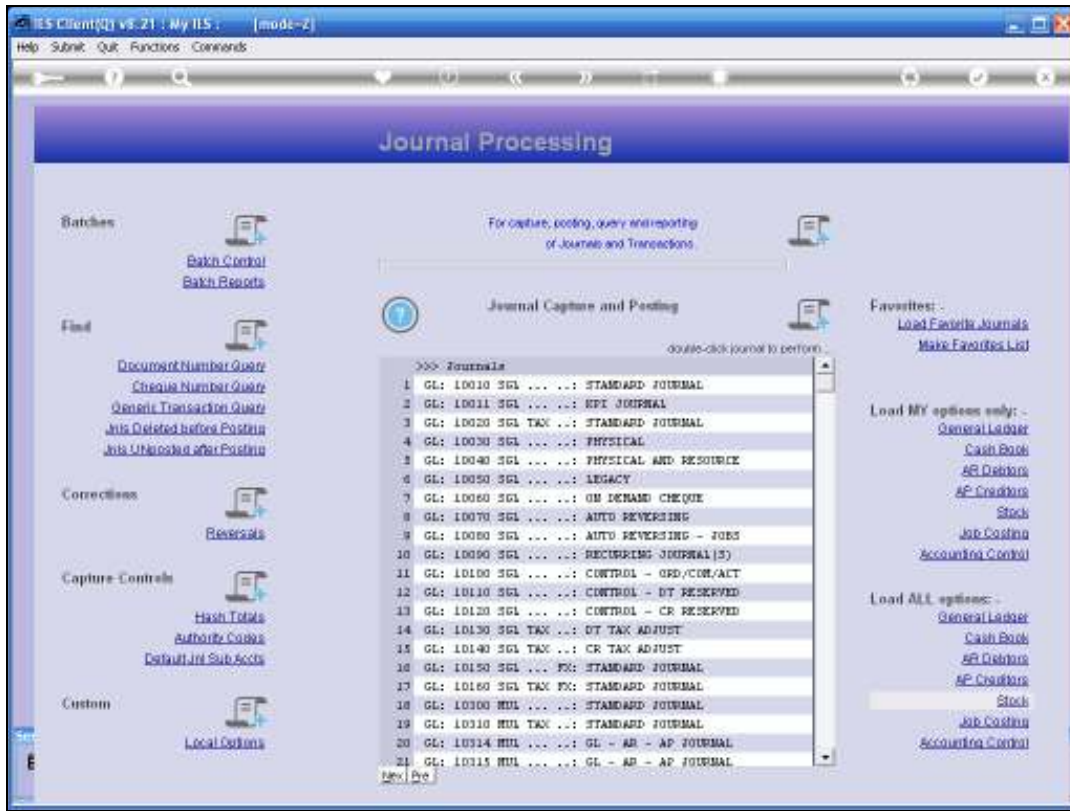 IES Client(Q) v8.21 : My IES : [mode=2]
Help Submit Quit Functions Commands
Journal Processing
Batches
Batch Control
Batch Reports
Find
Document Number Query
Cheque Number Query
Generic Transaction Query
Jnls Deleted before Posting
Jnls UNposted after Posting
Corrections
Reversals
Capture Controls
Hash Totals
Authority Codes
Default Jnl Sub Accts
Custom
Local Options
For capture, posting, query and reporting
of Journals and Transactions.
Journal Capture and Posting
double-click journal to perform...
>>> Journals
1 GL: 10010 SGL ... ..: STANDARD JOURNAL
2 GL: 10011 SGL ... ..: KPI JOURNAL
3 GL: 10020 SGL TAX ..: STANDARD JOURNAL
4 GL: 10030 SGL ... ..: PHYSICAL
5 GL: 10040 SGL ... ..: PHYSICAL AND RESOURCE
6 GL: 10050 SGL ... ..: LEGACY
7 GL: 10060 SGL ... ..: ON DEMAND CHEQUE
8 GL: 10070 SGL ... ..: AUTO REVERSING
9 GL: 10080 SGL ... ..: AUTO REVERSING - JOBS
10 GL: 10090 SGL ... ..: RECURRING JOURNAL(S)
11 GL: 10100 SGL ... ..: CONTROL - ORD/COM/ACT
12 GL: 10110 SGL ... ..: CONTROL - DT RESERVED
13 GL: 10120 SGL ... ..: CONTROL - CR RESERVED
14 GL: 10130 SGL TAX ..: DT TAX ADJUST
15 GL: 10140 SGL TAX ..: CR TAX ADJUST
16 GL: 10150 SGL ... FX: STANDARD JOURNAL
17 GL: 10160 SGL TAX FX: STANDARD JOURNAL
18 GL: 10300 MUL ... ..: STANDARD JOURNAL
19 GL: 10310 MUL TAX ..: STANDARD JOURNAL
20 GL: 10314 MUL ... ..: GL - AR - AP JOURNAL
21 GL: 10315 MUL ... ..: GL - AR - AP JOURNAL
Nex Pre
Favorites: -
Load Favorite Journals
Make Favorites List
Load MY options only: -
General Ledger
Cash Book
AR Debtors
AP Creditors
Stock
Job Costing
Accounting Control
Load ALL options: -
General Ledger
Cash Book
AR Debtors
AP Creditors
Stock
Job Costing
Accounting Control